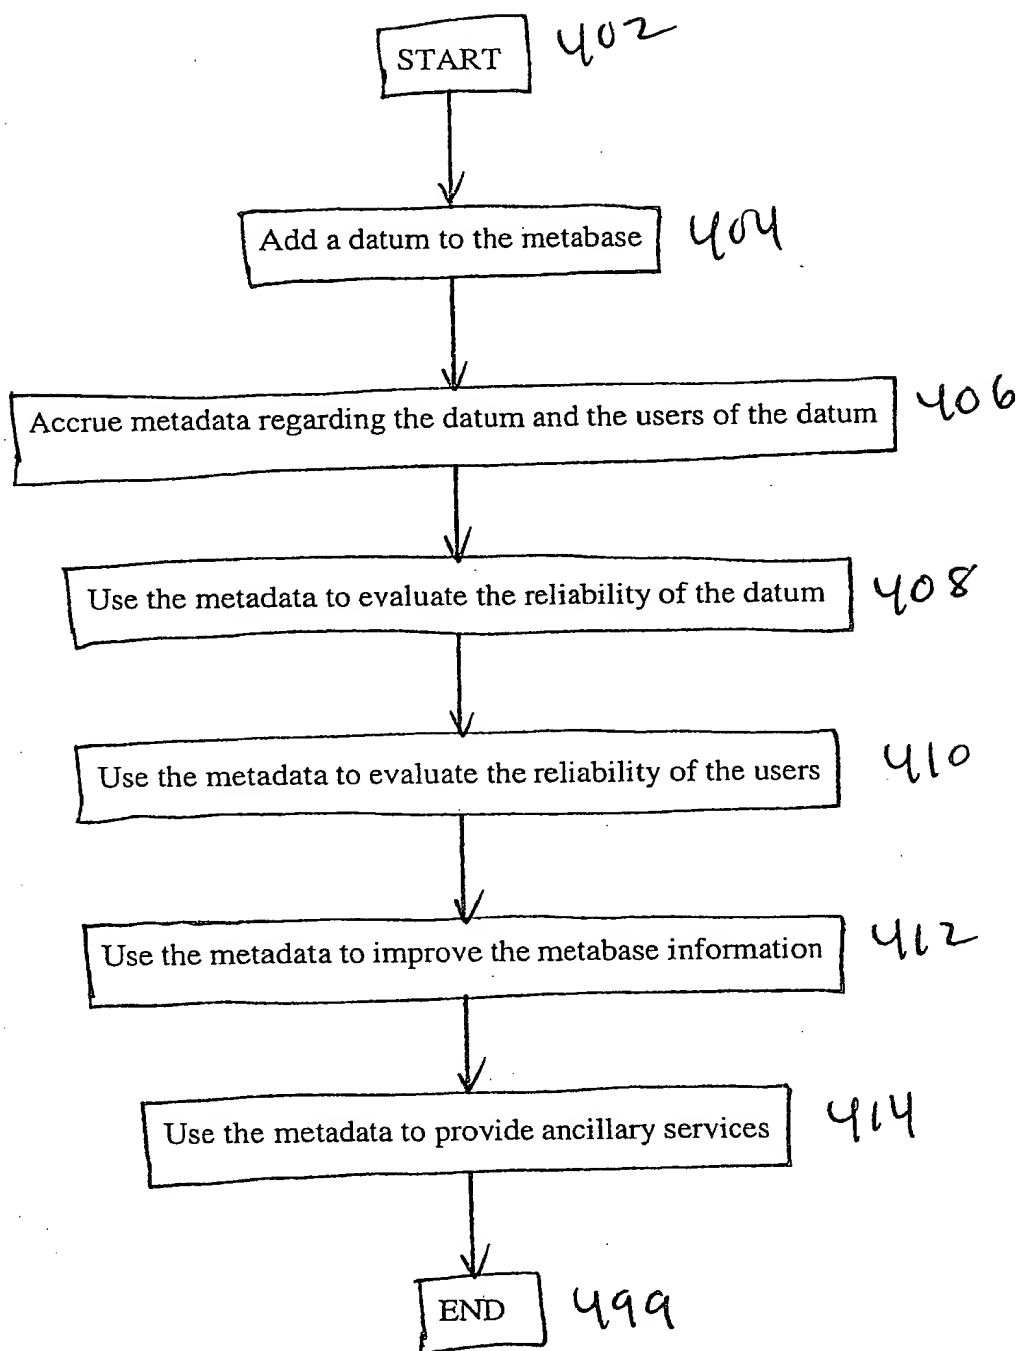 START 402
Add a datum to the metabase 404
Accrue metadata regarding the datum and the users of the datum 406
Use the metadata to evaluate the reliability of the datum 408
Use the metadata to evaluate the reliability of the users 410
Use the metadata to improve the metabase information 412
Use the metadata to provide ancillary services 414
END 499